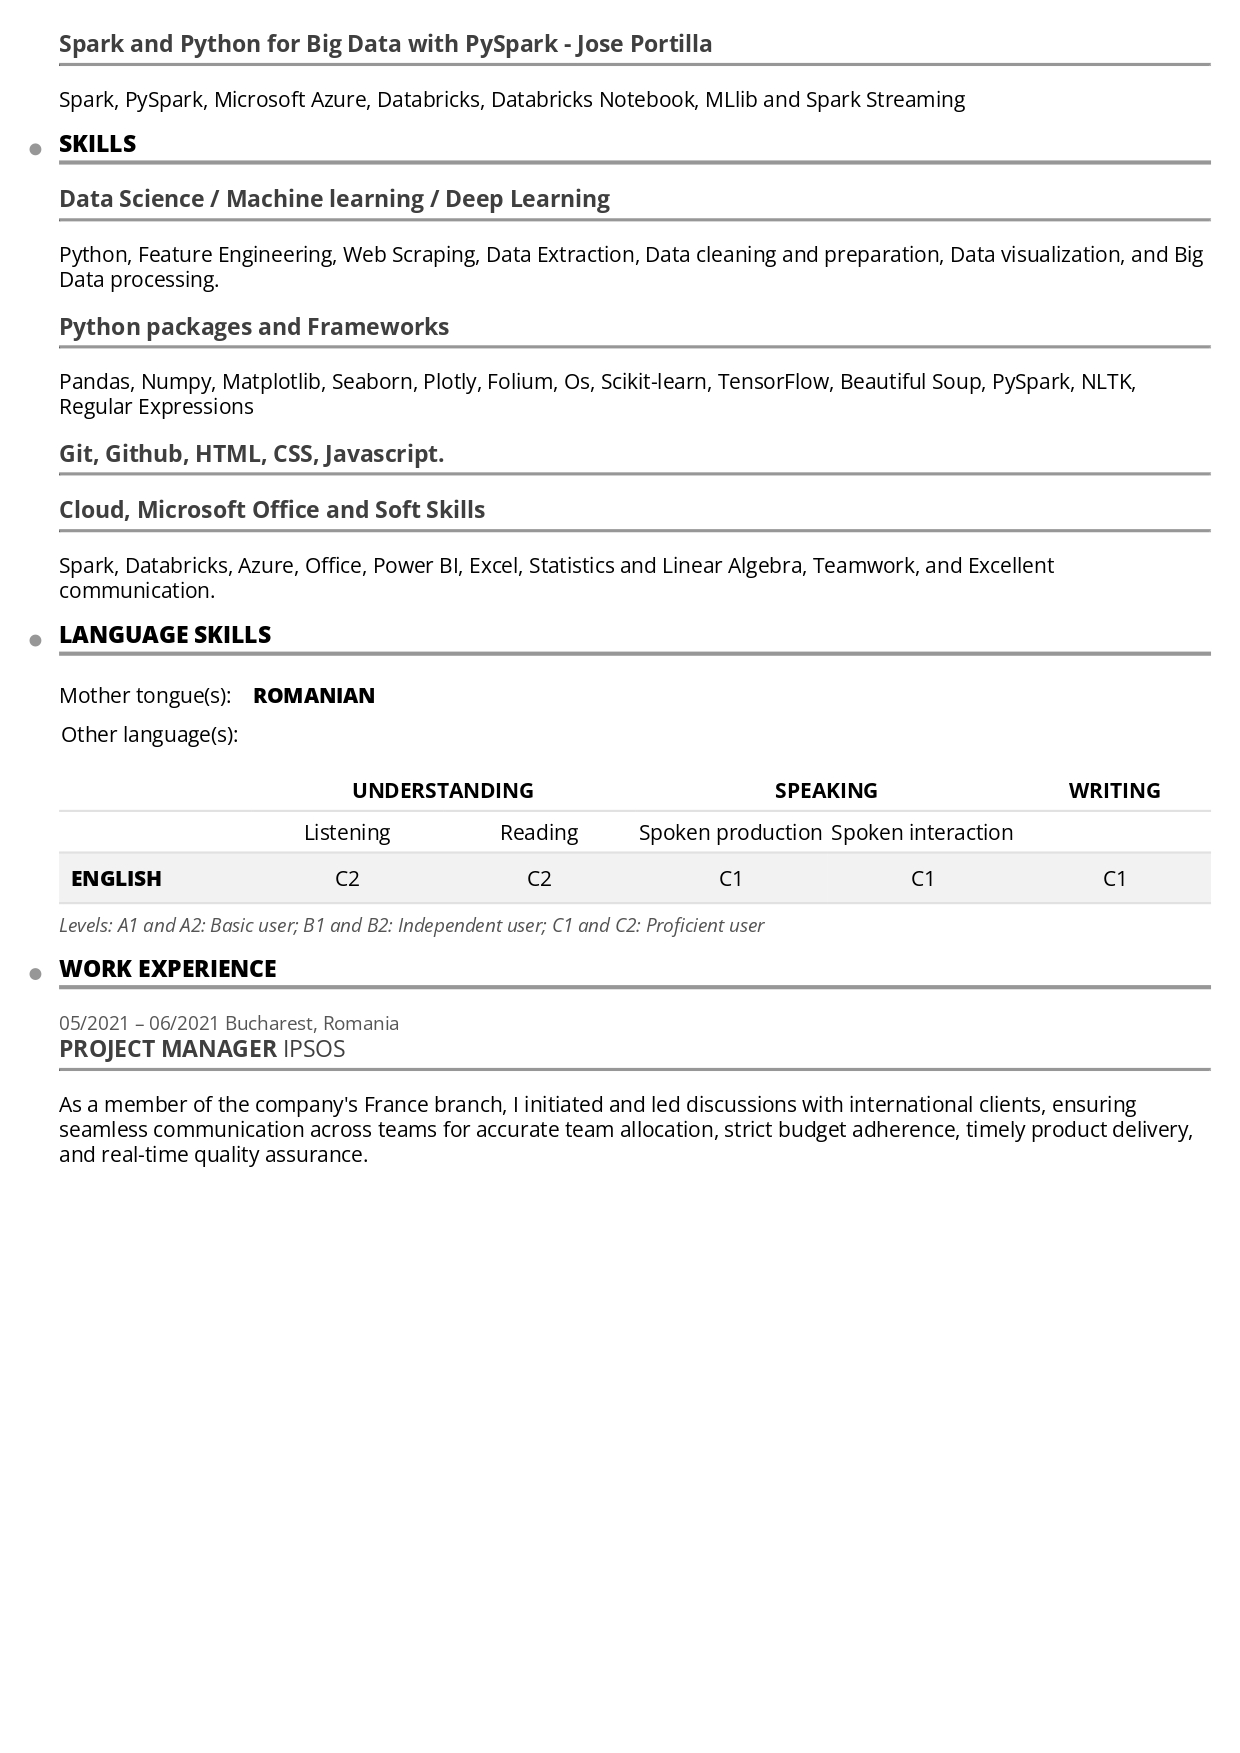 Spark and Python for Big Data with PySpark - Jose Portilla
Spark, PySpark, Microsoft Azure, Databricks, Databricks Notebook, MLlib and Spark Streaming
SKILLS
Data Science / Machine learning / Deep Learning
Python, Feature Engineering, Web Scraping, Data Extraction, Data cleaning and preparation, Data visualization, and Big
Data processing.
Python packages and Frameworks
Pandas, Numpy, Matplotlib, Seaborn, Plotly, Folium, Os, Scikit-learn, TensorFlow, Beautiful Soup, PySpark, NLTK,
Regular Expressions
Git, Github, HTML, CSS, Javascript.
Cloud, Microsoft Office and Soft Skills
Spark, Databricks, Azure, Office, Power BI, Excel, Statistics and Linear Algebra, Teamwork, and Excellent
communication.
LANGUAGE SKILLS
Mother tongue(s): ROMANIAN
Other language(s):
UNDERSTANDING SPEAKING WRITING
Listening Reading Spoken production Spoken interaction
ENGLISH C2 C2 C1 C1 C1
Levels: A1 and A2: Basic user; B1 and B2: Independent user; C1 and C2: Proficient user
WORK EXPERIENCE
05/2021 – 06/2021 Bucharest, Romania
PROJECT MANAGER IPSOS
As a member of the company's France branch, I initiated and led discussions with international clients, ensuring
seamless communication across teams for accurate team allocation, strict budget adherence, timely product delivery,
and real-time quality assurance.